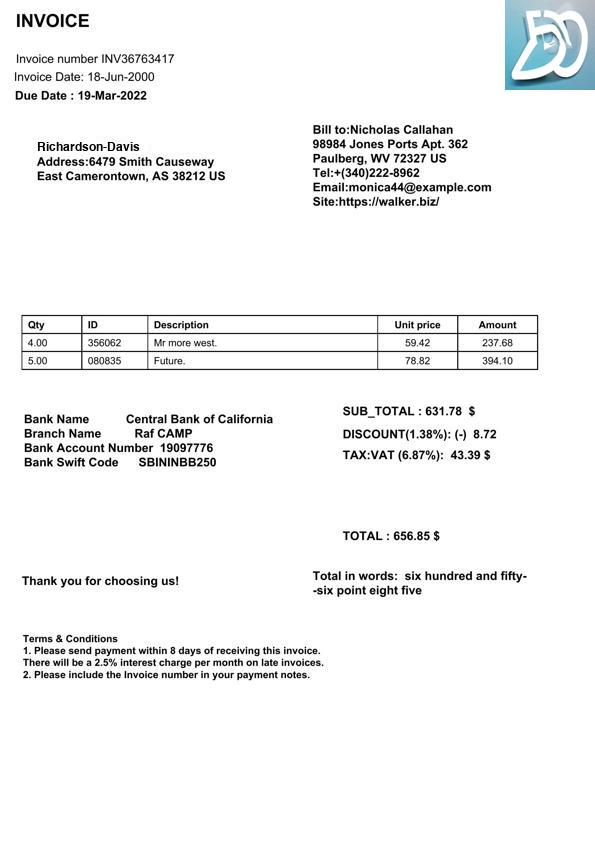 INVOICE
Invoice number INV36763417
Invoice Date: 18-Jun-2000
Due Date : 19-Mar-2022
Richardson-Davis
Address:6479 Smith Causeway
East Camerontown, AS 38212 US
Bill to:Nicholas Callahan
98984 Jones Ports Apt. 362
Paulberg, WV 72327 US
Tel:+(340)222-8962
Email:monica44@example.com
Site:https://walker.biz/
Qty ID Description Unit price Amount
4.00 356062 Mr more west. 59.42 237.68
5.00 080835 Future. 78.82 394.10
Bank Name Central Bank of California
Branch Name Raf CAMP
Bank Account Number 19097776
Bank Swift Code SBININBB250
SUB_TOTAL : 631.78 $
DISCOUNT(1.38%): (-) 8.72
TAX:VAT (6.87%): 43.39 $
TOTAL : 656.85 $
Thank you for choosing us!
Total in words: six hundred and fifty-
-six point eight five
Terms & Conditions
1. Please send payment within 8 days of receiving this invoice.
There will be a 2.5% interest charge per month on late invoices.
2. Please include the Invoice number in your payment notes.